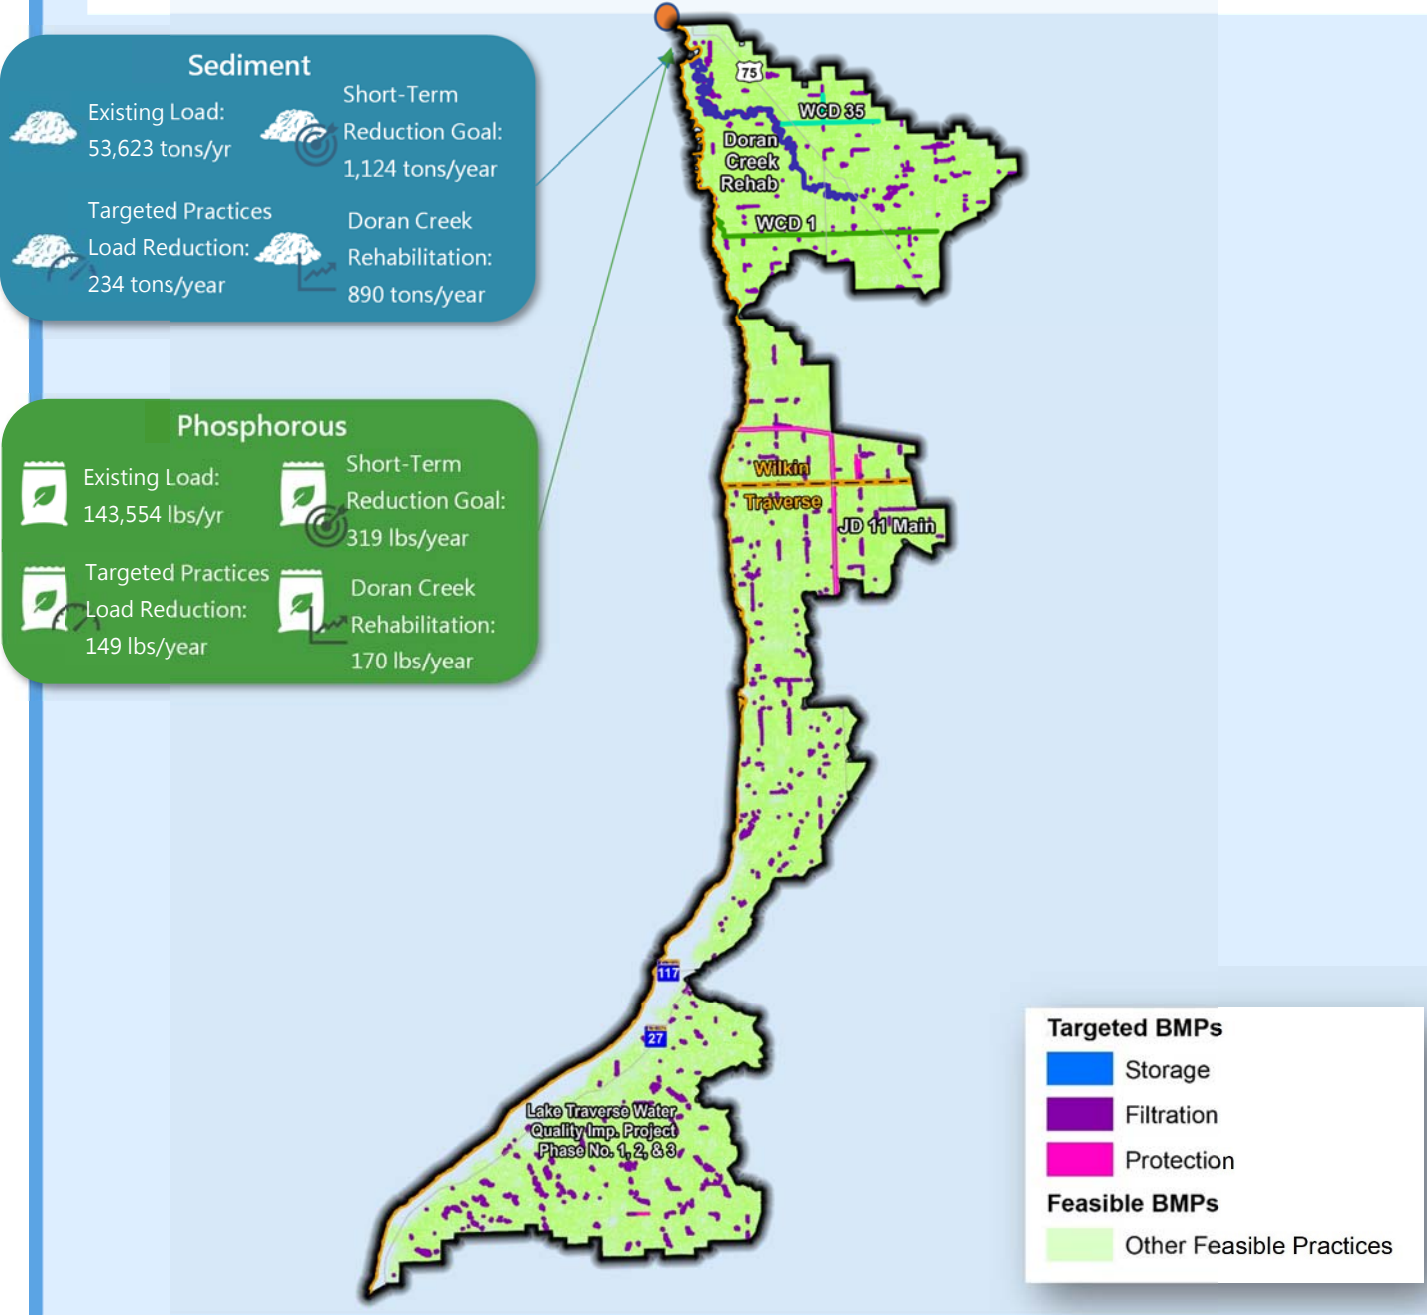 Sediment
Existing Load:
53,623 tons/yr
Short-Term
Reduction Goal:
1,124 tons/year
Targeted Practices
Load Reduction:
234 tons/year
Doran Creek
Rehabilitation:
890 tons/year
Phosphorous
Existing Load:
143,554 lbs/yr
Short-Term
Reduction Goal:
319 lbs/year
Targeted Practices
Load Reduction:
149 lbs/year
Doran Creek
Rehabilitation:
170 lbs/year
75
WCD 35
Doran
Creek
Rehab
WCD 1
Wilkin
Traverse
JD 11 Main
117
27
Lake Traverse Water
Quality Imp. Project
Phase No. 1, 2, & 3
Targeted BMPs
Storage
Filtration
Protection
Feasible BMPs
Other Feasible Practices